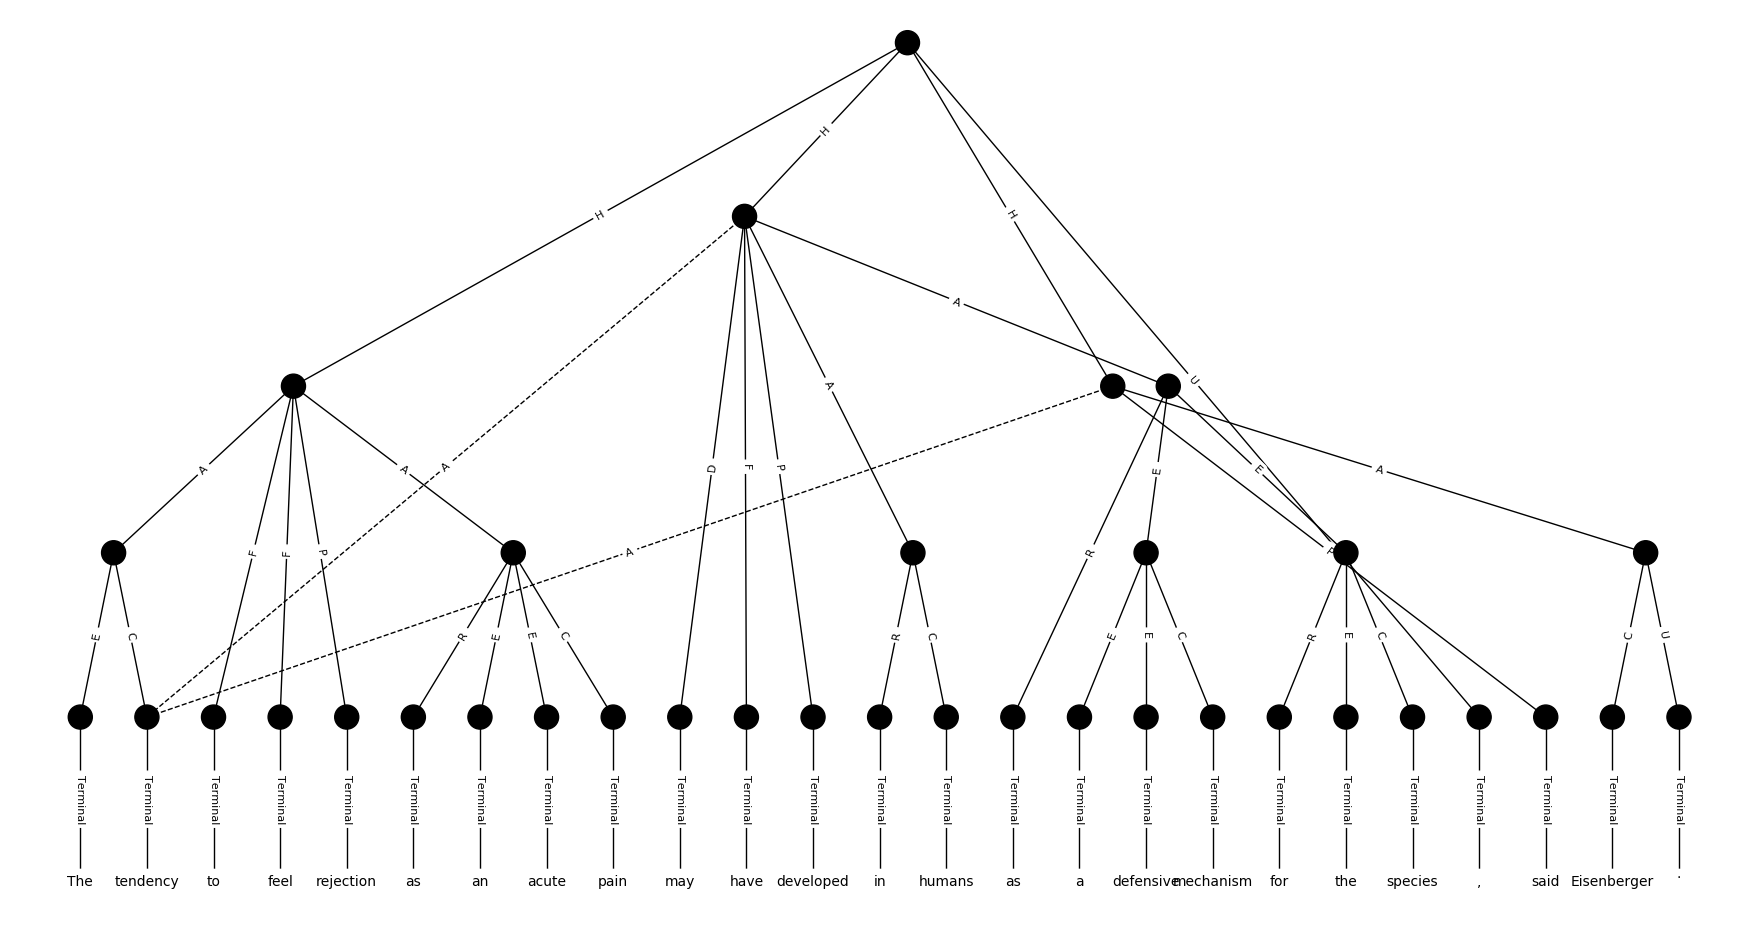 H
H
H
H
A
A
U
A
A
A
A
D
F
P
E
E
A
F
F
P
A
R
P
E
C
R
E
E
C
R
C
E
E
C
R
E
C
C
U
Terminal Terminal Terminal Terminal Terminal Terminal Terminal Terminal Terminal Terminal Terminal Terminal Terminal Terminal Terminal Terminal Terminal Terminal Terminal Terminal Terminal Terminal Terminal Terminal Terminal
The tendency to feel rejection as an acute pain may have developed in humans as a defensive mechanism for the species , said Eisenberger .